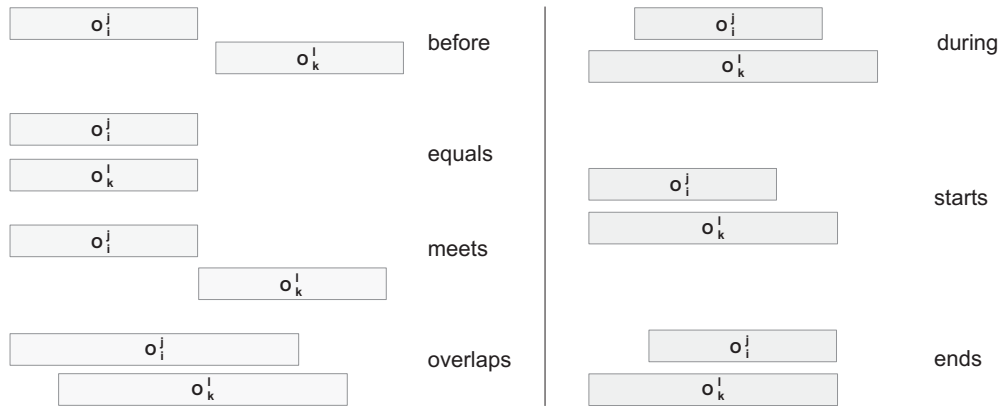 O_i^j
before
O_k^l
O_i^j
equals
O_k^l
O_i^j
meets
O_k^l
O_i^j
overlaps
O_k^l
O_i^j
during
O_k^l
O_i^j
starts
O_k^l
O_i^j
ends
O_k^l